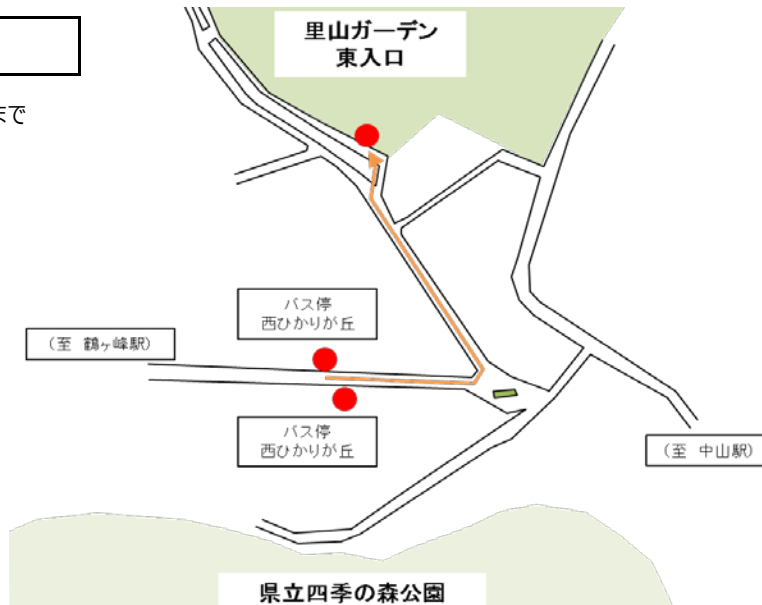 里山ガーデン
東入口
まで
バス停
西ひかりが丘
（至 鶴ヶ峰駅）
バス停
西ひかりが丘
（至 中山駅）
県立四季の森公園